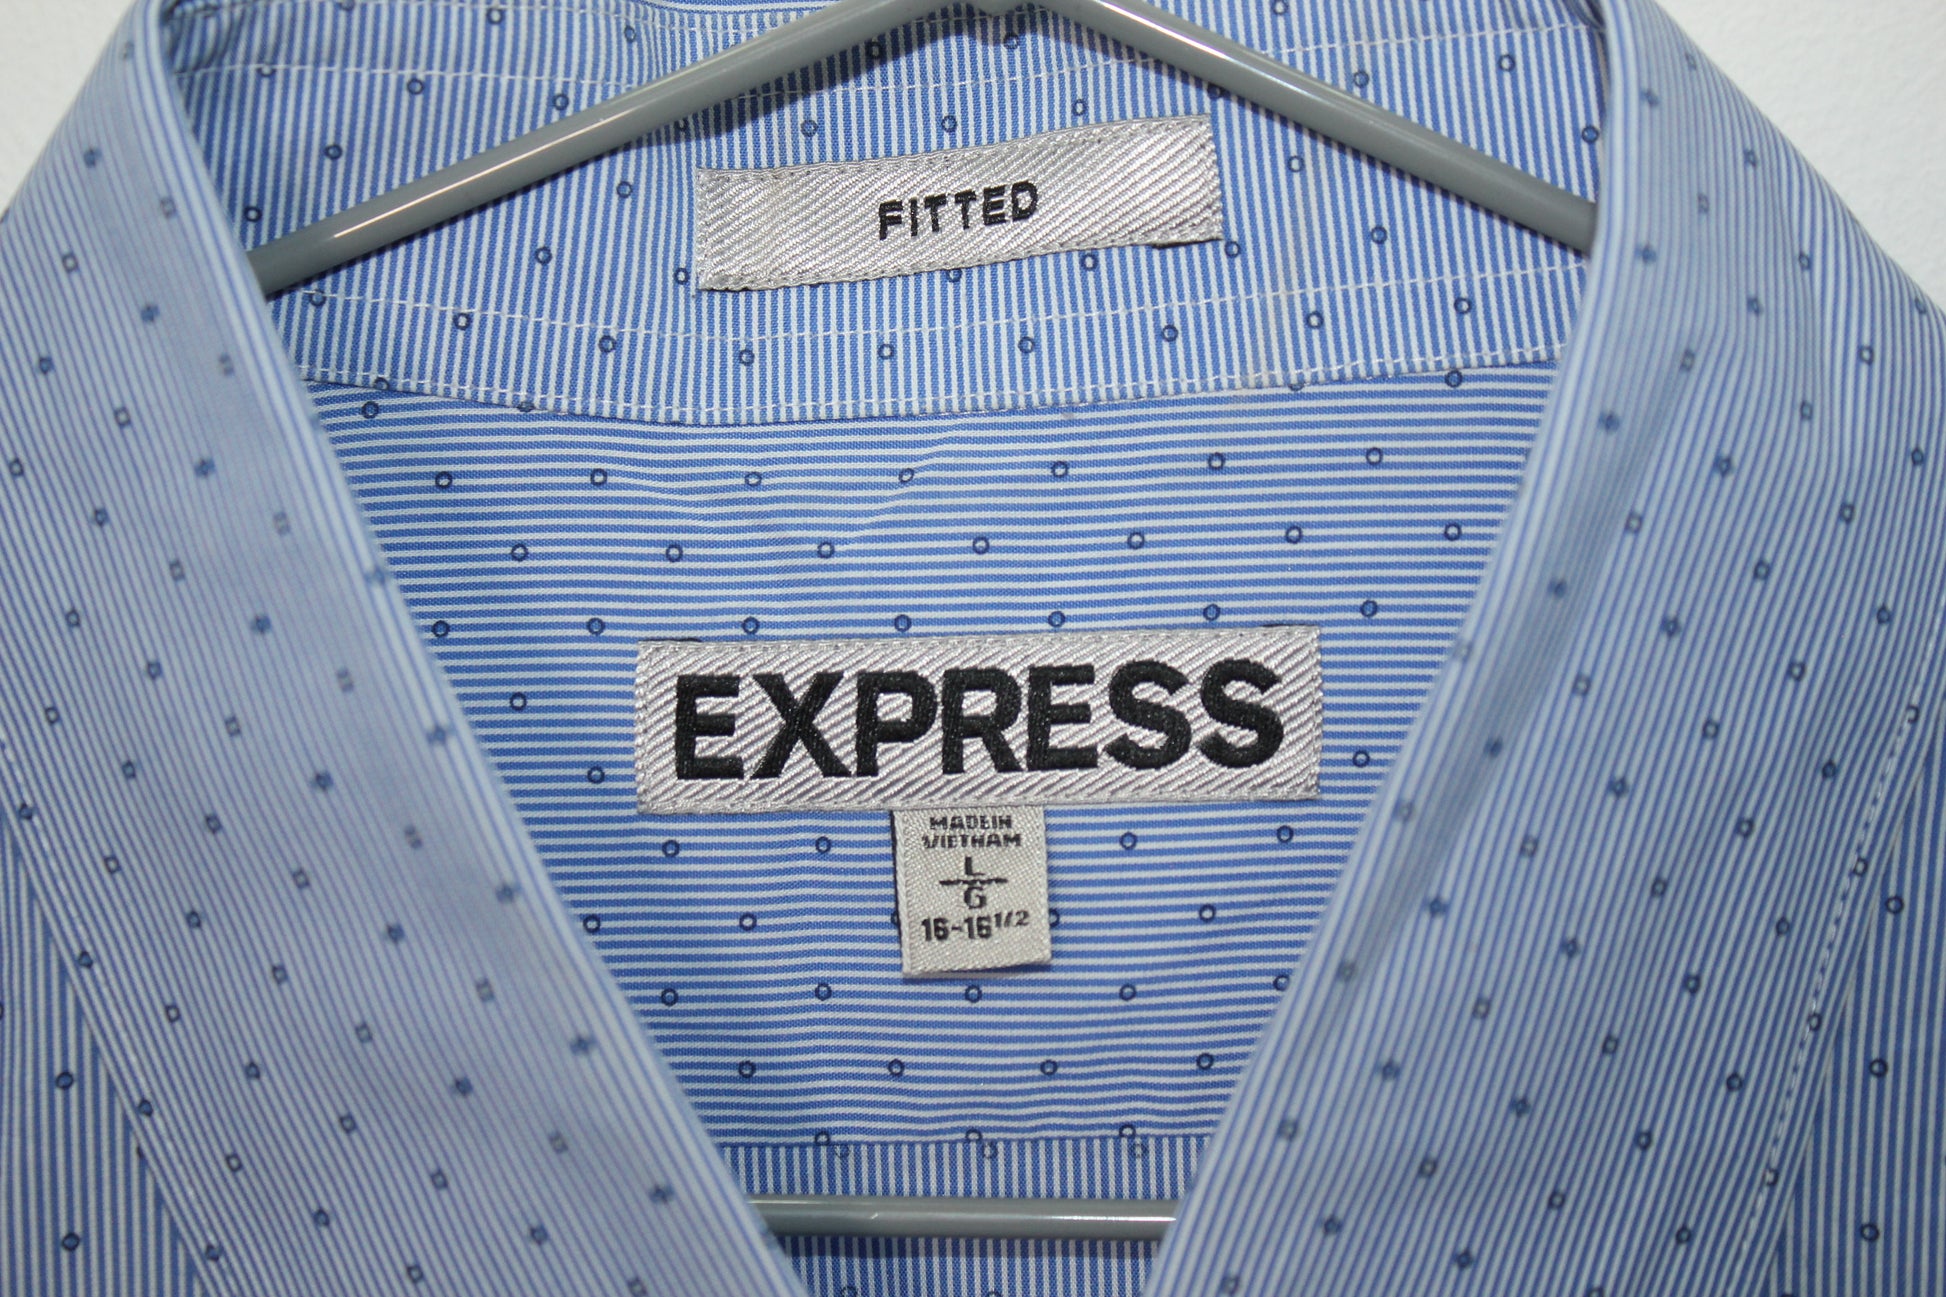 FITTED
EXPRESS
MADE IN
VIETNAM
L
G
16-16 1/2